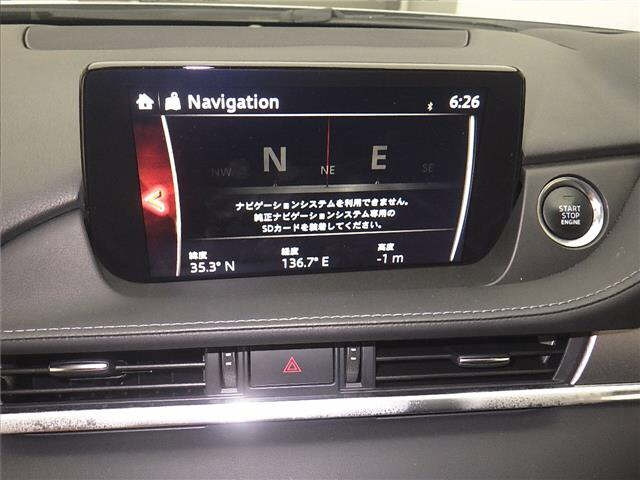 Navigation 6:26
NW N NE E SE
ナビゲーションシステムを利用できません。
純正ナビゲーションシステム専用の
SDカードを装着してください。
緯度 経度 高度
35.3° N 136.7° E -1 m
START
STOP
ENGINE